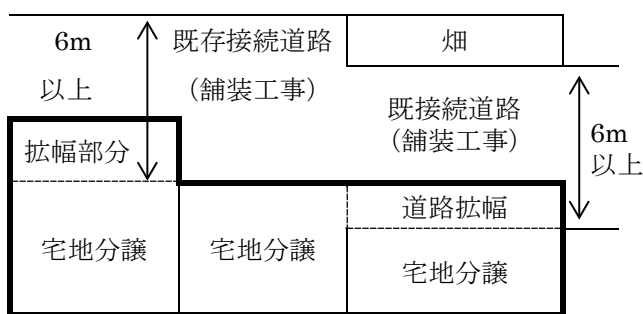 6m
以上
既存接続道路
(舗装工事)
畑
既接続道路
(舗装工事)
6m
以上
拡幅部分
道路拡幅
宅地分譲
宅地分譲
宅地分譲